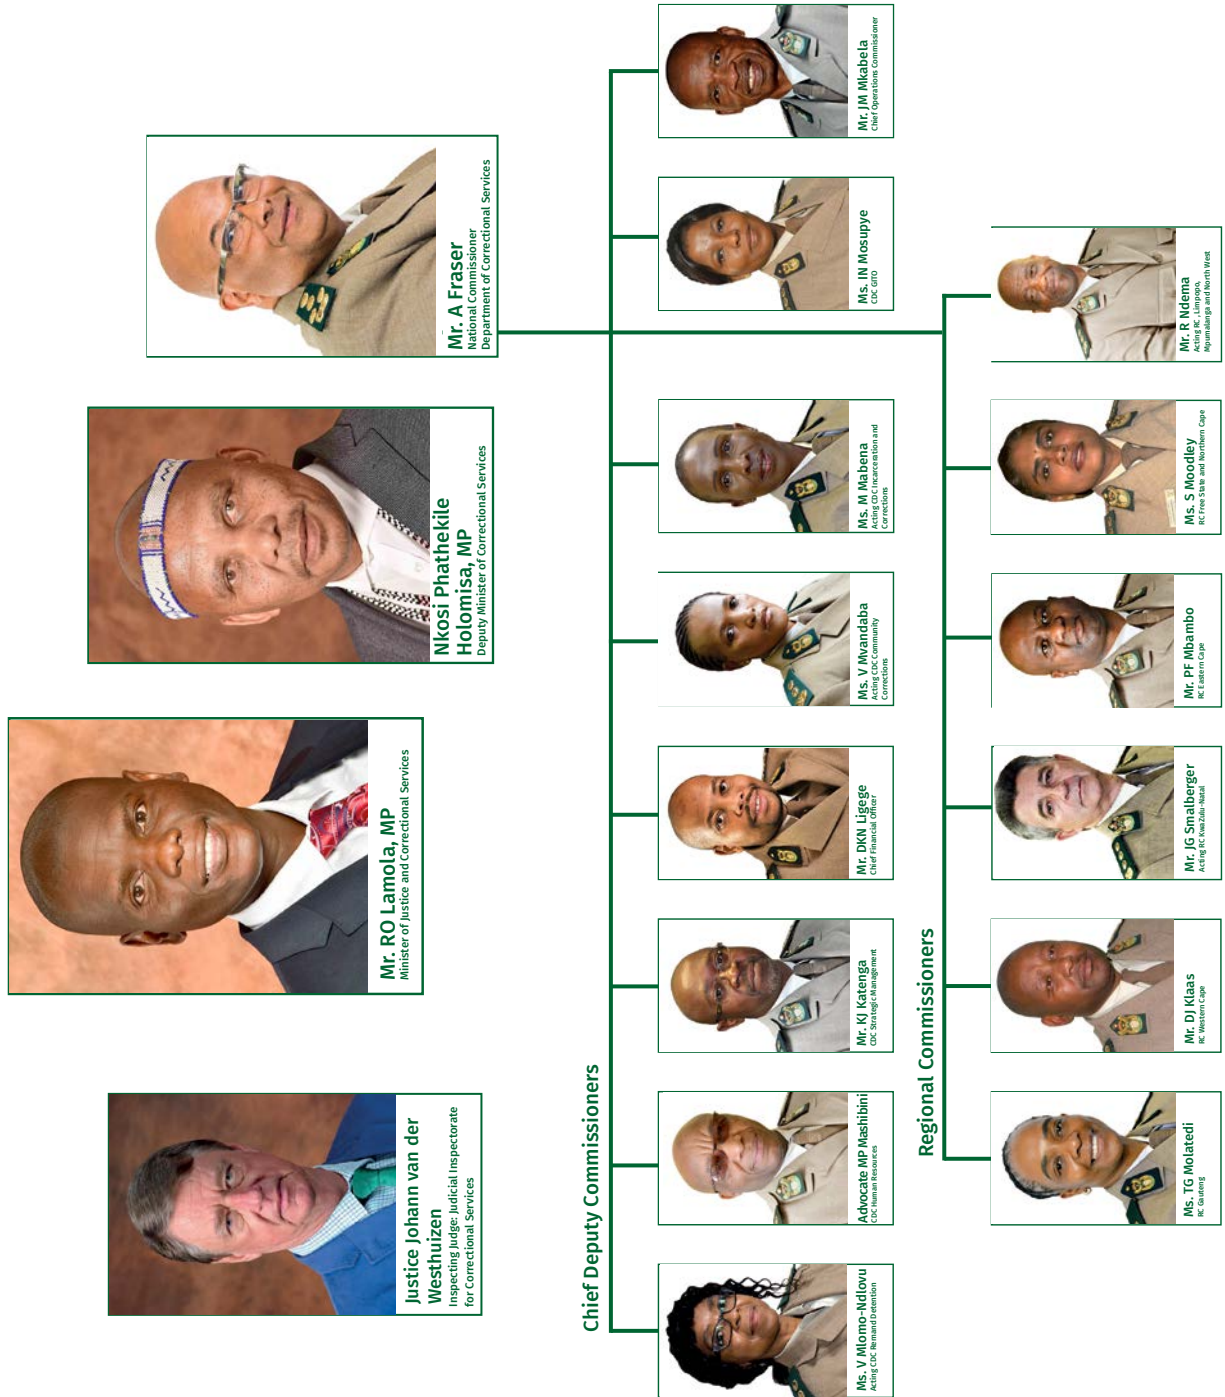 Justice Johann van der
Westhuizen
Inspecting Judge: Judicial Inspectorate
for Correctional Services
Mr. RO Lamola, MP
Minister of Justice and Correctional Services
Nkosi Phathekile
Holomisa, MP
Deputy Minister of Correctional Services
Mr. A Fraser
National Commissioner
Department of Correctional Services
Chief Deputy Commissioners
Ms. V Mlomo-Ndlovu
Acting CDC Remand Detention
Advocate MP Mashibini
CDC Human Resources
Mr. KJ Katenga
CDC Strategic Management
Mr. DKN Ligege
Chief Financial Officer
Ms. V Mvandaba
Acting CDC Community
Corrections
Ms. M Mabena
Acting CDC Incarceration and
Corrections
Ms. IN Mosupye
CDC GITO
Mr. JM Mkabela
Chief Operations Commissioner
Regional Commissioners
Ms. TG Molatedi
RC Gauteng
Mr. DJ Klaas
RC Western Cape
Mr. JG Smalberger
Acting RC KwaZulu-Natal
Mr. PF Mbambo
RC Eastern Cape
Ms. S Moodley
RC Free State and Northern Cape
Mr. R Ndema
Acting RC , Limpopo,
Mpumalanga and North West